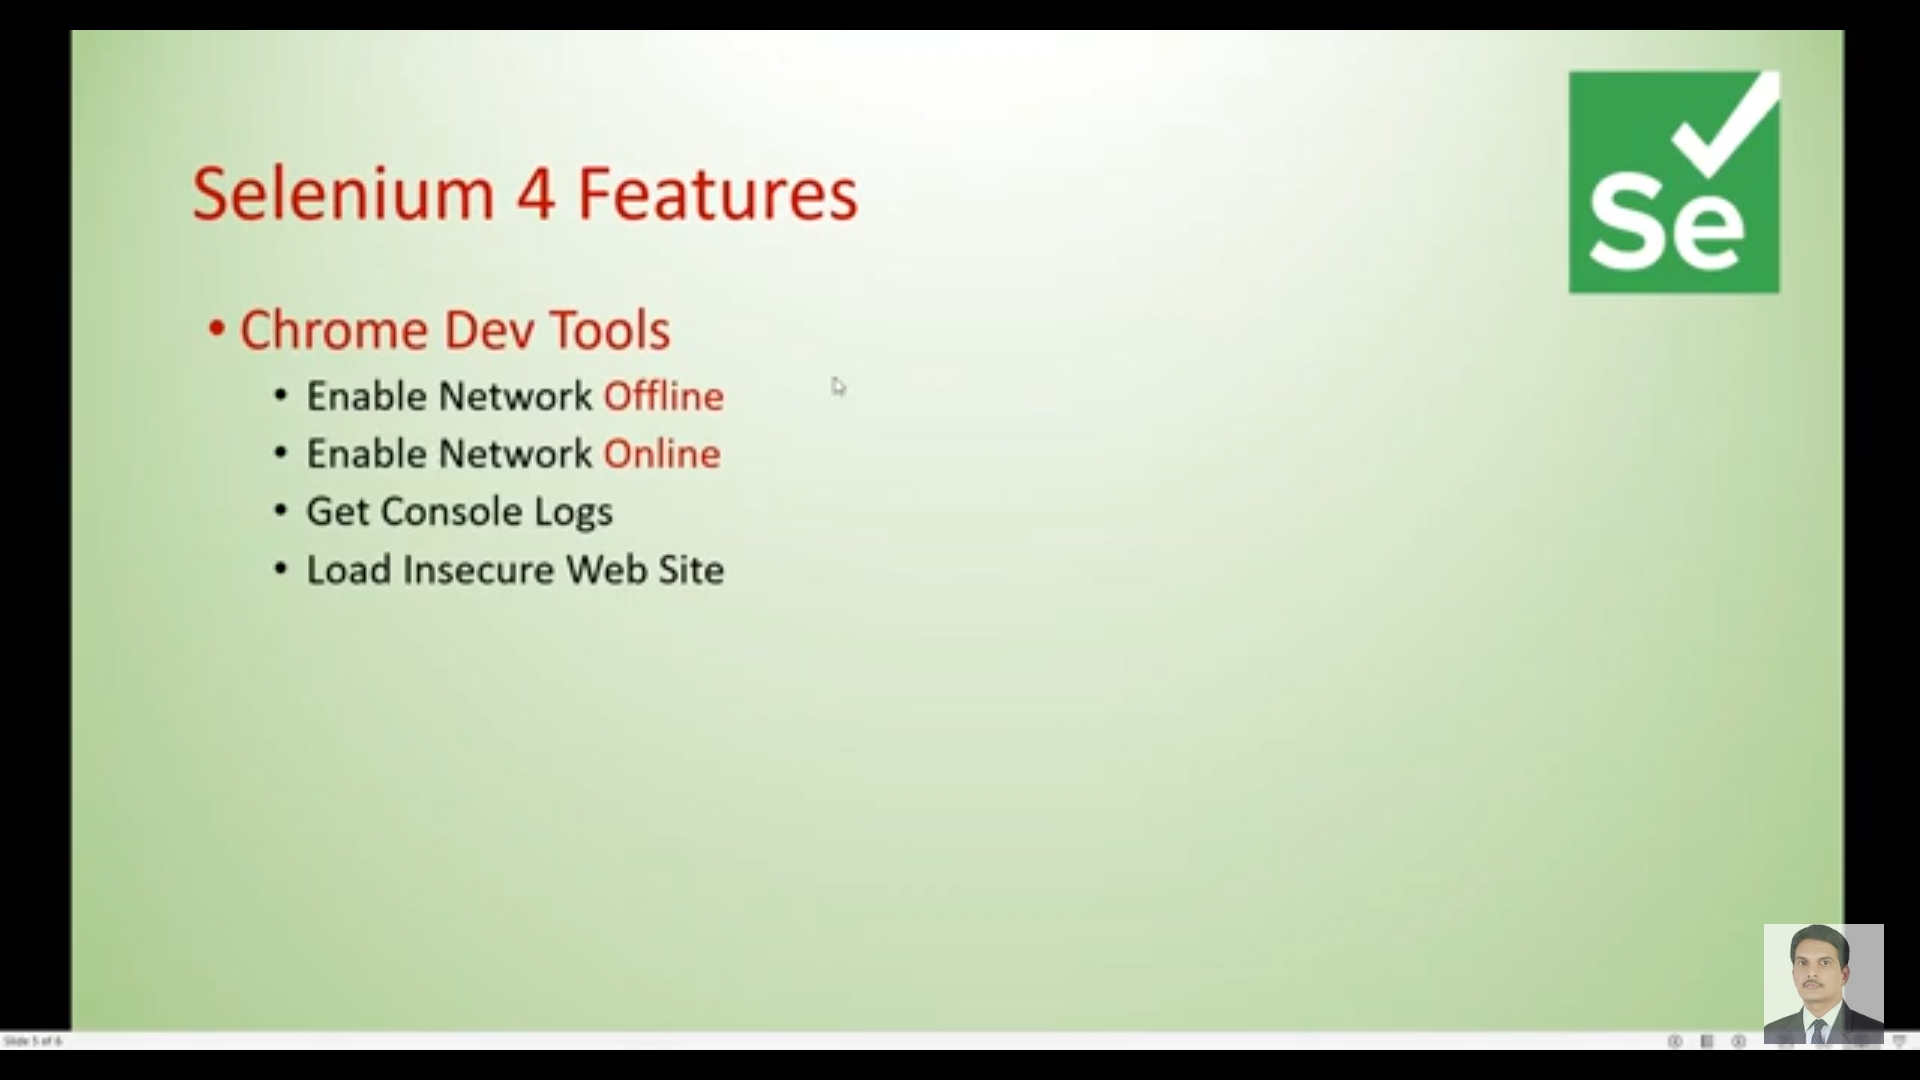 Selenium 4 Features
Se
• Chrome Dev Tools
• Enable Network Offline
• Enable Network Online
• Get Console Logs
• Load Insecure Web Site
Slide 5 of 6